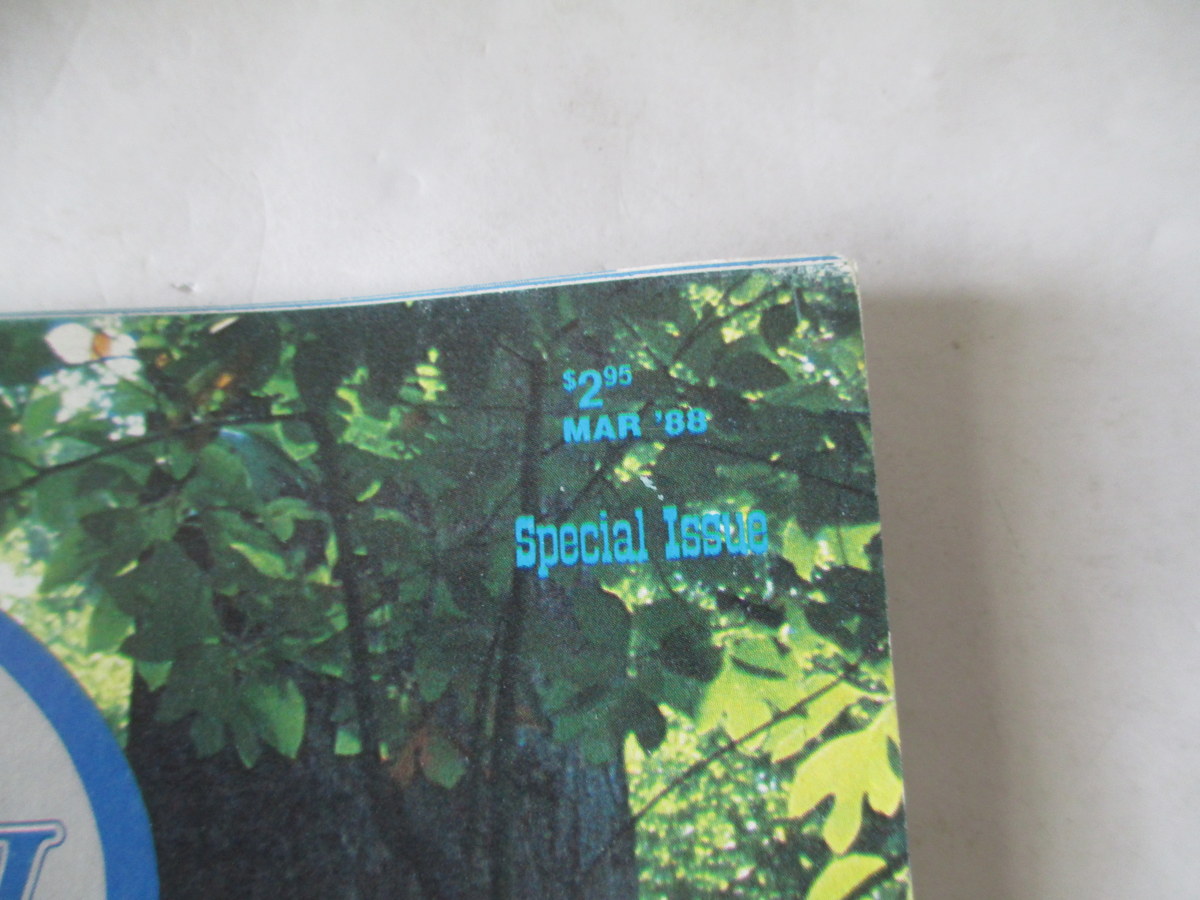 $2.95
MAR '88
Special Issue